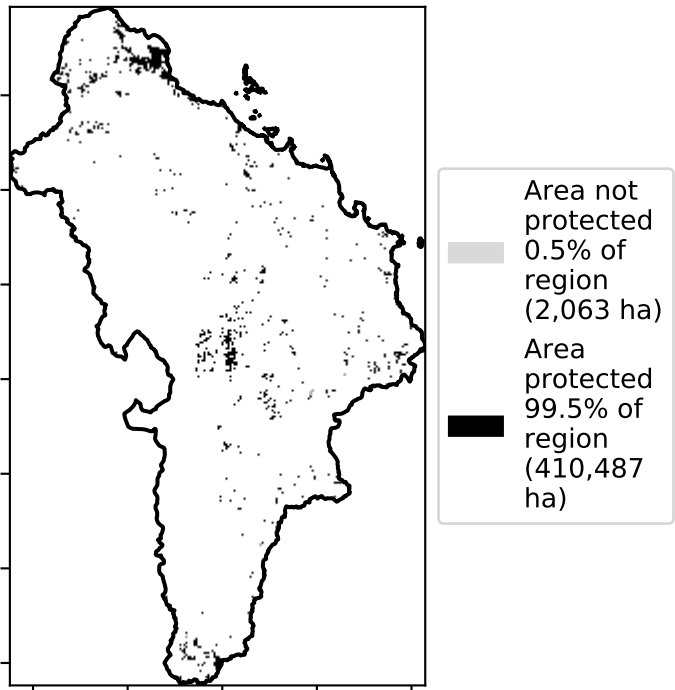 Area not
protected
0.5% of
region
(2,063 ha)
Area
protected
99.5% of
region
(410,487
ha)